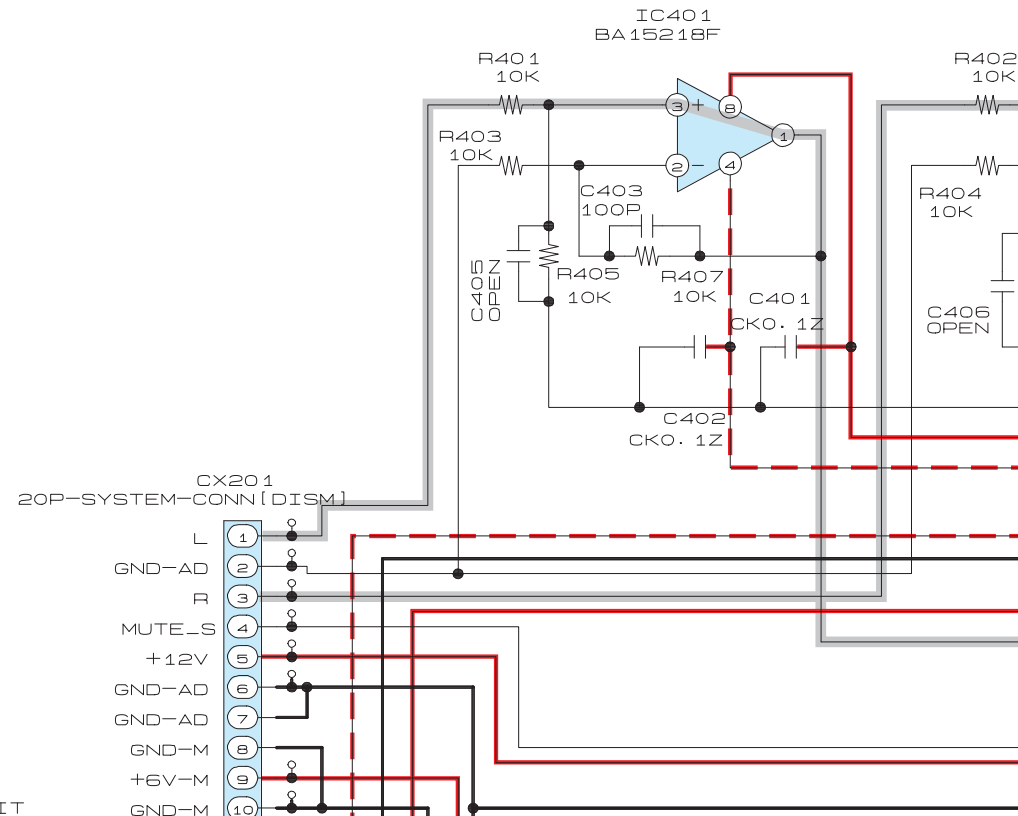 IC401
BA15218F
R401
10K
R402
10K
3
+
8
1
R403
10K
2
−
4
R404
10K
C403
100P
C405
OPEN
R405
10K
R407
10K
C401
CK0.1Z
C406
OPEN
C402
CK0.1Z
CX201
20P-SYSTEM-CONN[DISM]
L 1
GND-AD 2
R 3
MUTE_S 4
+12V 5
GND-AD 6
GND-AD 7
GND-M 8
+6V-M 9
IT
GND-M 10